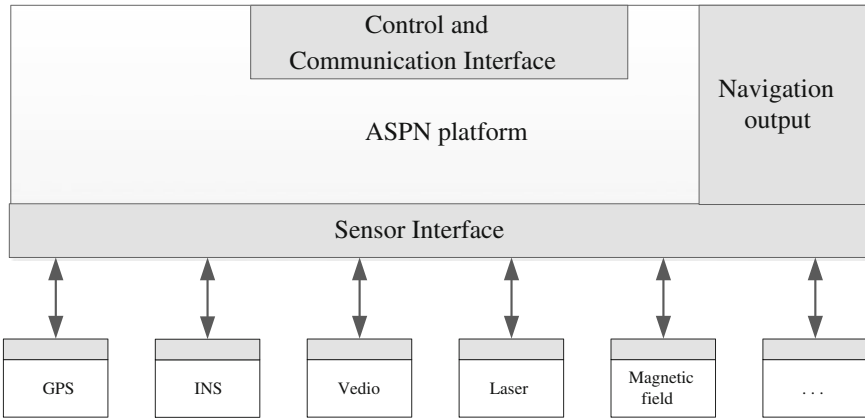 Control and
Communication Interface
Navigation
output
ASPN platform
Sensor Interface
GPS
INS
Vedio
Laser
Magnetic
field
. . .